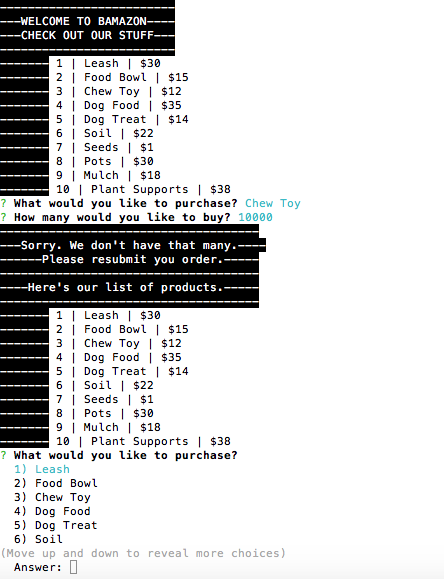 ---WELCOME TO BAMAZON----
---CHECK OUT OUR STUFF---
------- 1 | Leash | $30
------- 2 | Food Bowl | $15
------- 3 | Chew Toy | $12
------- 4 | Dog Food | $35
------- 5 | Dog Treat | $14
------- 6 | Soil | $22
------- 7 | Seeds | $1
------- 8 | Pots | $30
------- 9 | Mulch | $18
------- 10 | Plant Supports | $38
? What would you like to purchase? Chew Toy
? How many would you like to buy? 10000
---Sorry. We don't have that many.----
------Please resubmit you order.-----
----Here's our list of products.-----
------- 1 | Leash | $30
------- 2 | Food Bowl | $15
------- 3 | Chew Toy | $12
------- 4 | Dog Food | $35
------- 5 | Dog Treat | $14
------- 6 | Soil | $22
------- 7 | Seeds | $1
------- 8 | Pots | $30
------- 9 | Mulch | $18
------- 10 | Plant Supports | $38
? What would you like to purchase?
1) Leash
2) Food Bowl
3) Chew Toy
4) Dog Food
5) Dog Treat
6) Soil
(Move up and down to reveal more choices)
Answer: